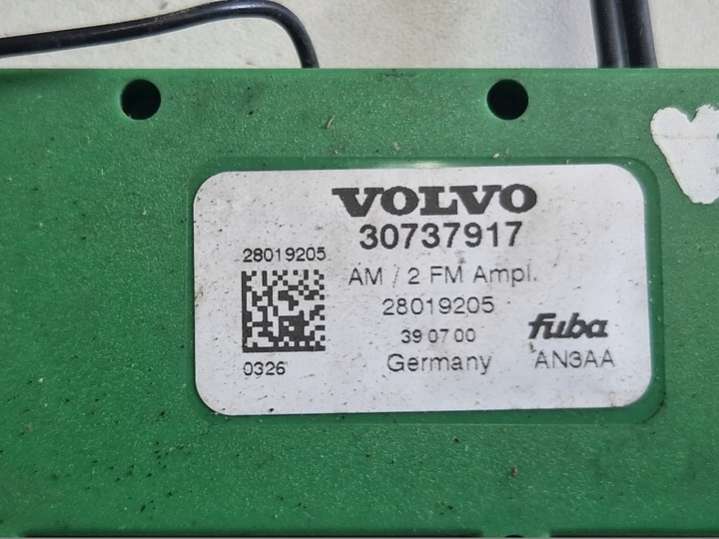 VOLVO
30737917
28019205
AM / 2 FM Ampl.
28019205
39 07 00
fuba
0326
Germany
AN3AA